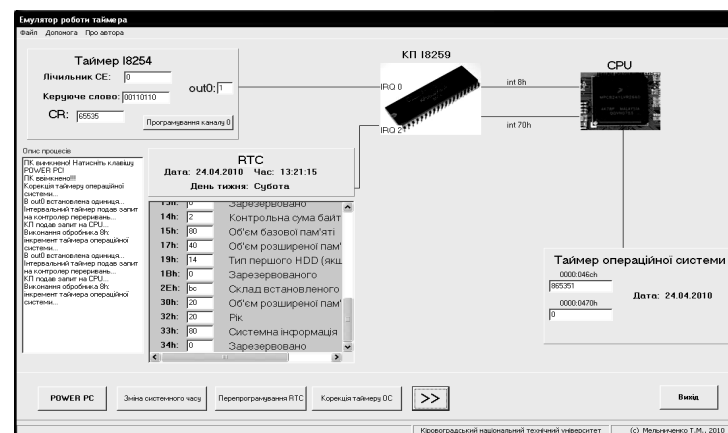 Емулятор роботи таймера
Файл Допомога Про автора
Таймер I8254
Лічильник CE: 0
Керуюче слово: 00110110
out0: 1
CR: 65535
Програмування каналу 0
КП I8259
IRQ 0
IRQ 2
int 8h
int 70h
CPU
Опис процесів
ПК вимкнено! Натисніть клавішу
POWER PC!
ПК ввімкнено!!!
Корекція таймеру операційної
системи...
В out0 встановлена одиниця...
Інтервальний таймер подав запит
на контролер переривань...
КП подав запит на CPU...
Виконання обробника 8h:
інкремент таймера операційної
системи...
В out0 встановлена одиниця...
Інтервальний таймер подав запит
на контролер переривань...
КП подав запит на CPU...
Виконання обробника 8h:
інкремент таймера операційної
системи...
RTC
Дата: 24.04.2010 Час: 13:21:15
День тижня: Субота
13h: 0 Зарезервовано
14h: 2 Контрольна сума байт
15h: 80 Об'єм базової пам'яті
17h: 40 Об'єм розширеної пам'
19h: 14 Тип першого HDD (якщ
1Bh: 0 Зарезервованого
2Eh: bc Склад встановленого
30h: 20 Об'єм розширеної пам'
32h: 20 Рік
33h: 80 Системна інформація
34h: 0 Зарезервовано
Таймер операційної системи
0000:046ch
865351
0000:0470h
0
Дата: 24.04.2010
POWER PC
Зміна системного часу
Перепрограмування RTC
Корекція таймеру ОС
>>
Вихід
Кіровоградський національний технічний університет
(c) Мельниченко Т.М., 2010